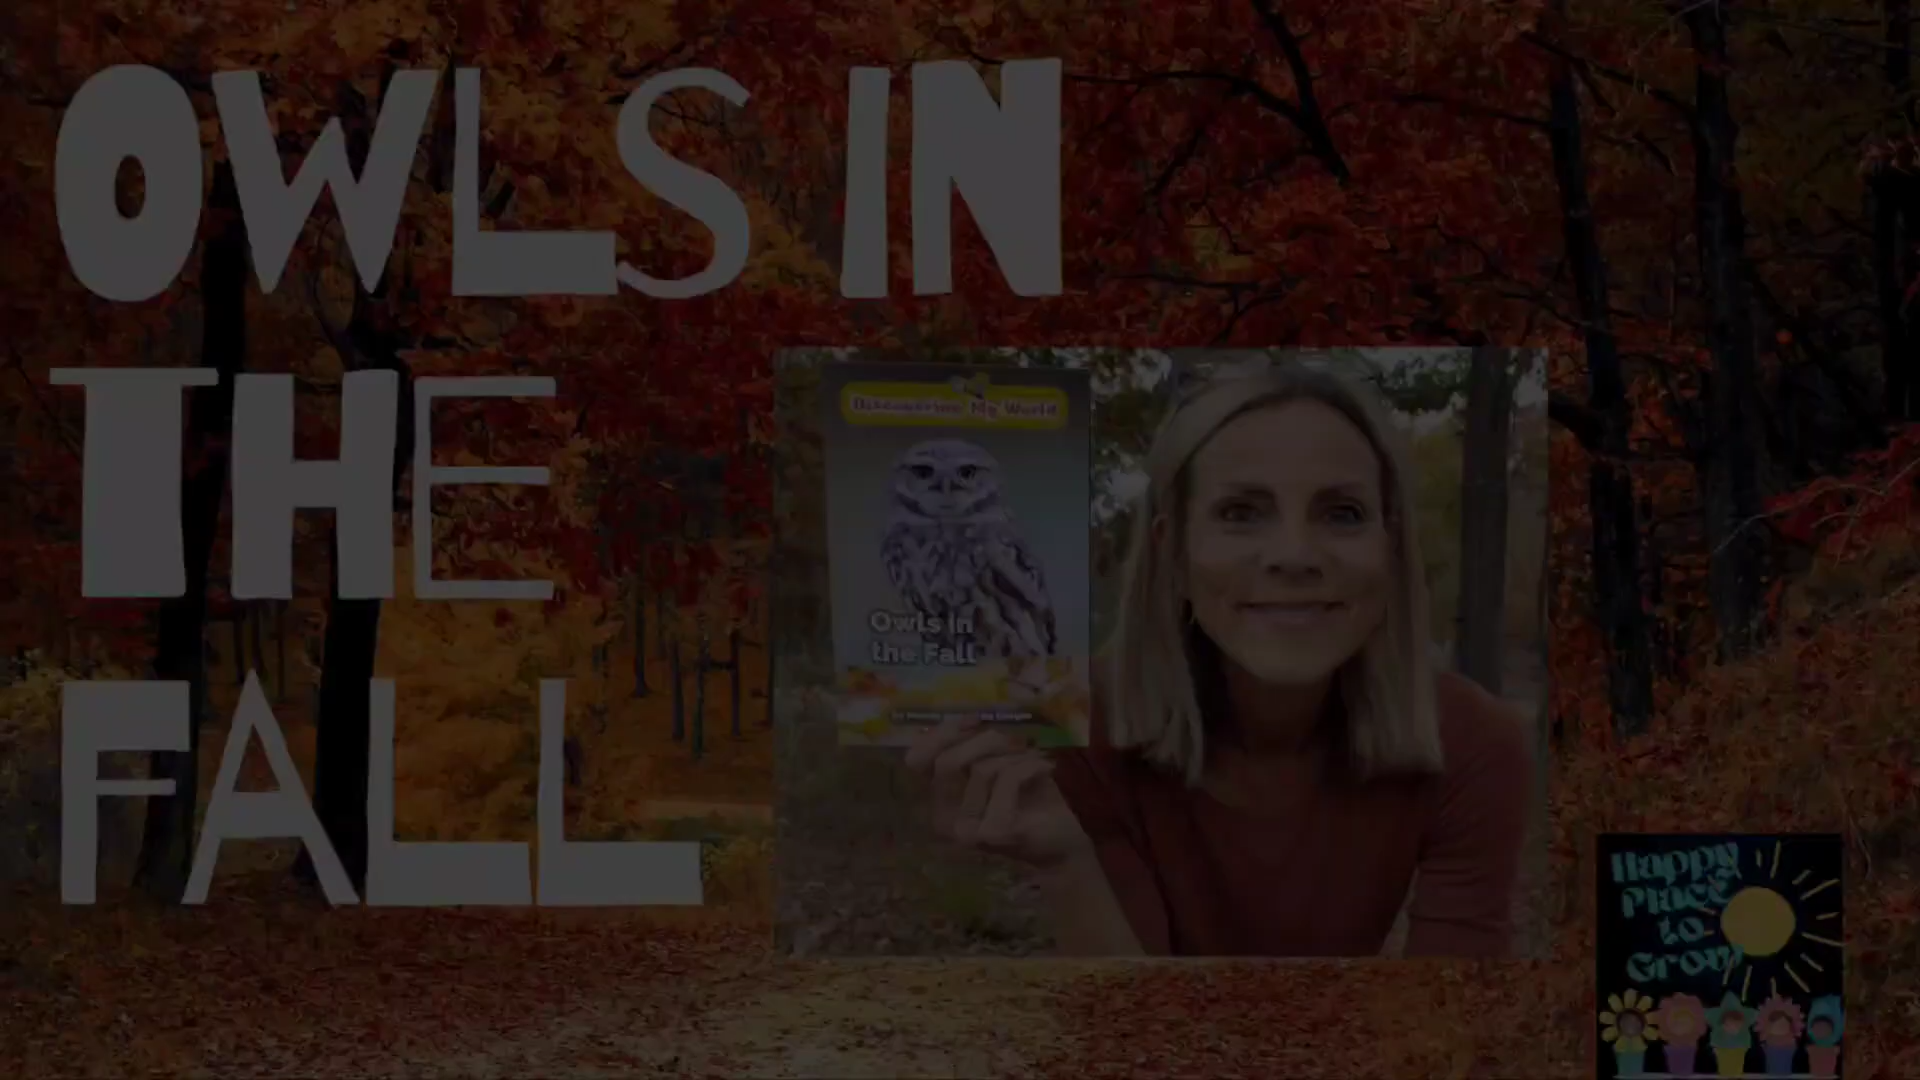 OWLS IN
THE
FALL
Discovering My World
Owls in
the Fall
Happy
Place
to
Grow